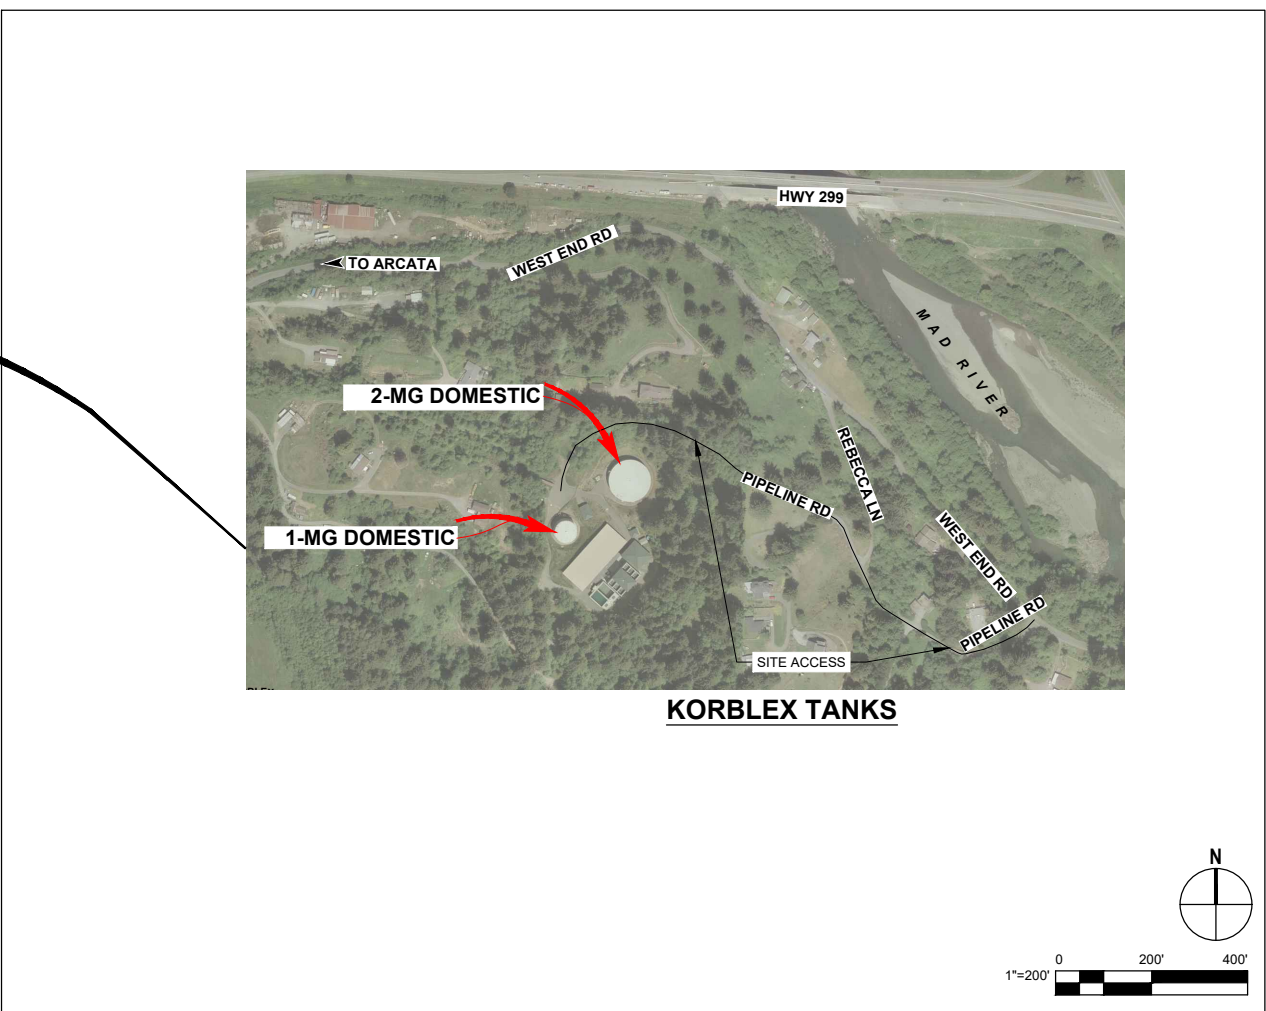 HWY 299
WEST END RD
TO ARCATA
MAD RIVER
2-MG DOMESTIC
REBECCA LN
PIPELINE RD
1-MG DOMESTIC
WEST END RD
PIPELINE RD
SITE ACCESS
KORBLEX TANKS
N
0 200' 400'
1"=200'